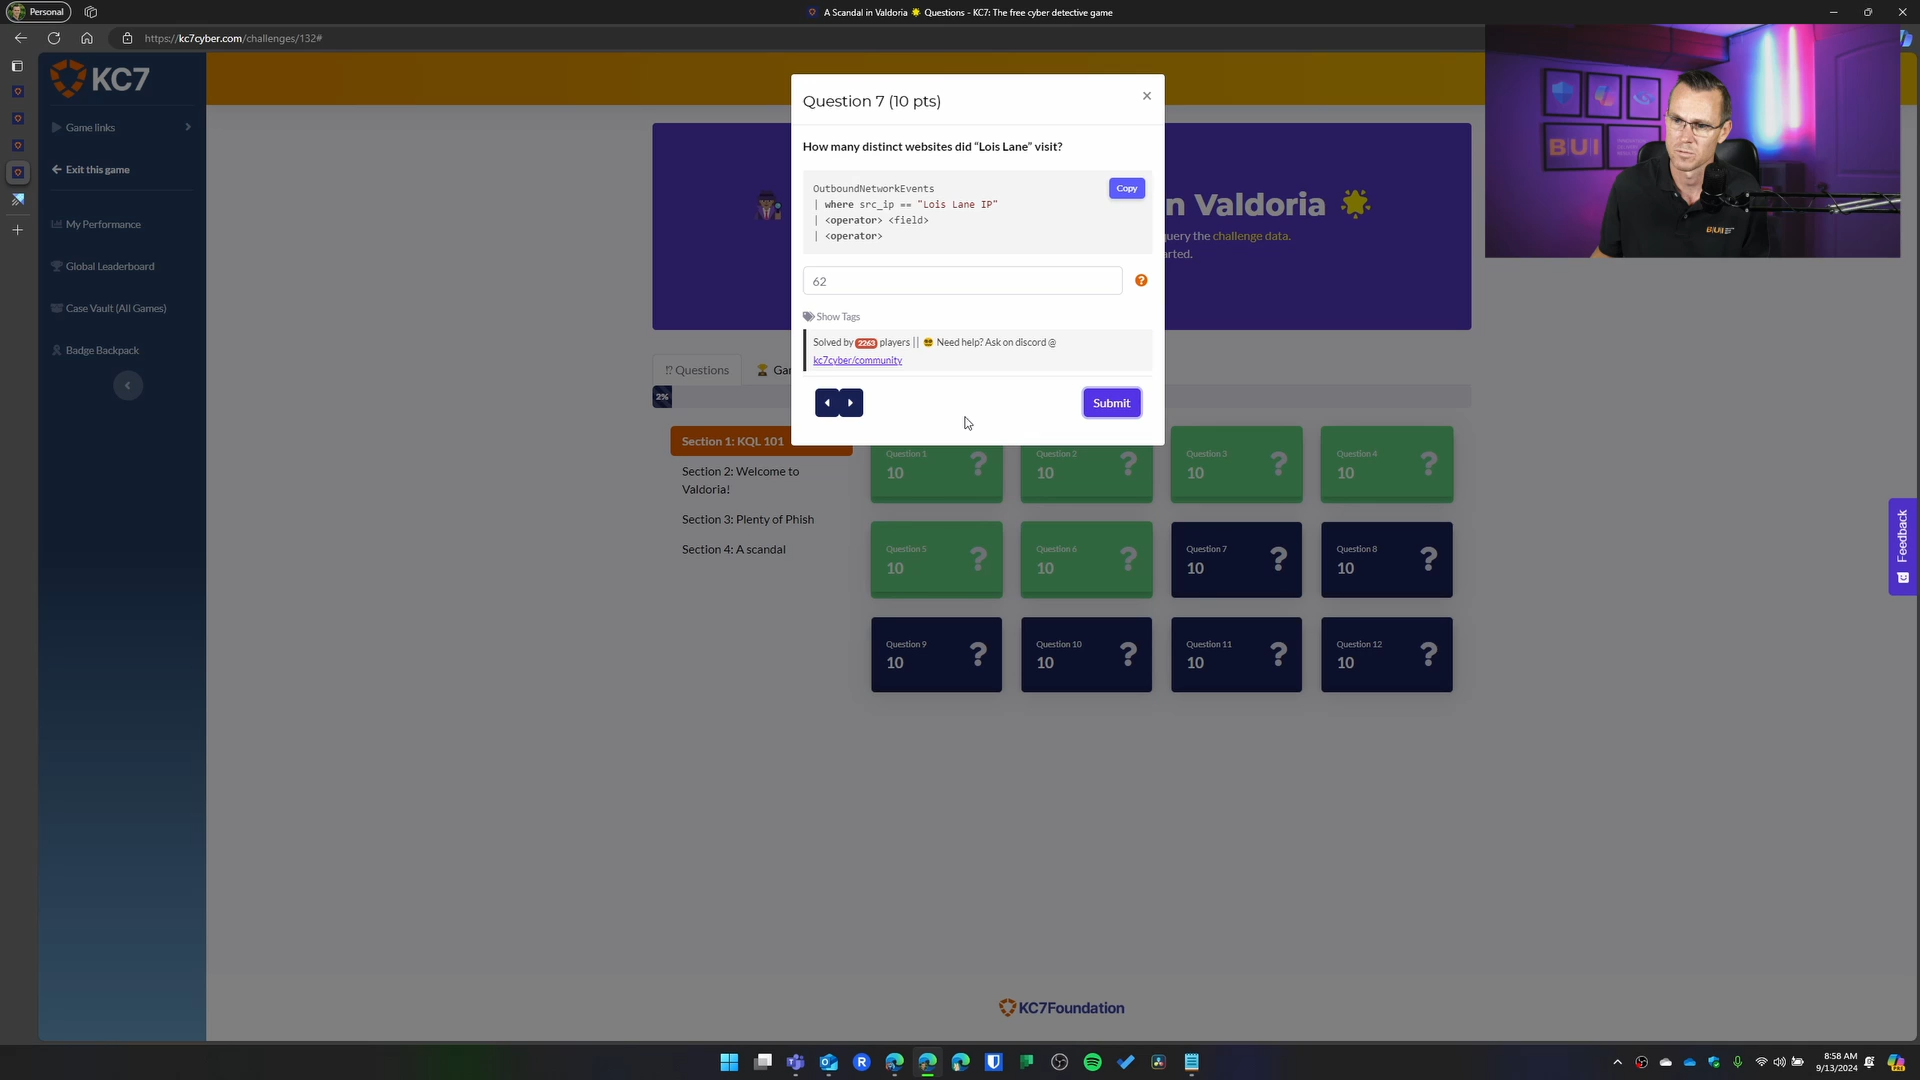 Personal
A Scandal in Valdoria 🌟 Questions - KC7: The free cyber detective game
https://kc7cyber.com/challenges/132#
KC7
Game links
Exit this game
My Performance
Global Leaderboard
Case Vault (All Games)
Badge Backpack
Question 7 (10 pts)
×
How many distinct websites did “Lois Lane” visit?
OutboundNetworkEvents
| where src_ip == "Lois Lane IP"
| <operator> <field>
| <operator>
Copy
62
Show Tags
Solved by 2263 players || 😎 Need help? Ask on discord @
kc7cyber/community
Submit
n Valdoria 🌟
query the challenge data.
rted.
⁉ Questions
Ga
2%
Section 1: KQL 101
Section 2: Welcome to
Valdoria!
Section 3: Plenty of Phish
Section 4: A scandal
Question 1
10
Question 2
10
Question 3
10
Question 4
10
Question 5
10
Question 6
10
Question 7
10
Question 8
10
Question 9
10
Question 10
10
Question 11
10
Question 12
10
Feedback
KC7Foundation
BUI
BUI
8:58 AM
9/13/2024